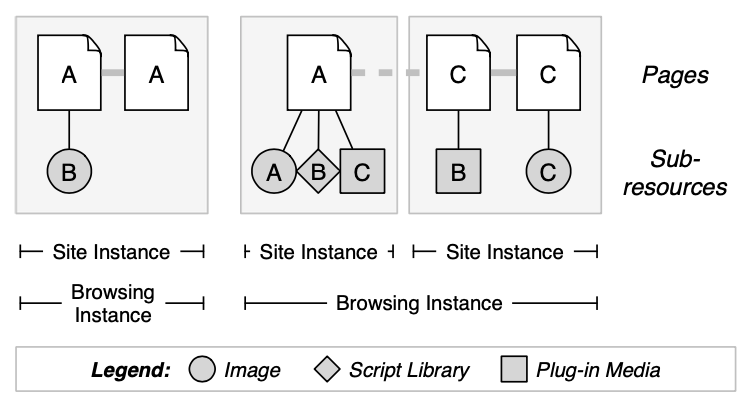 A A A C C Pages
B A B C B C Sub-
resources
Site Instance Site Instance Site Instance
Browsing
Instance
Browsing Instance
Legend: Image Script Library Plug-in Media